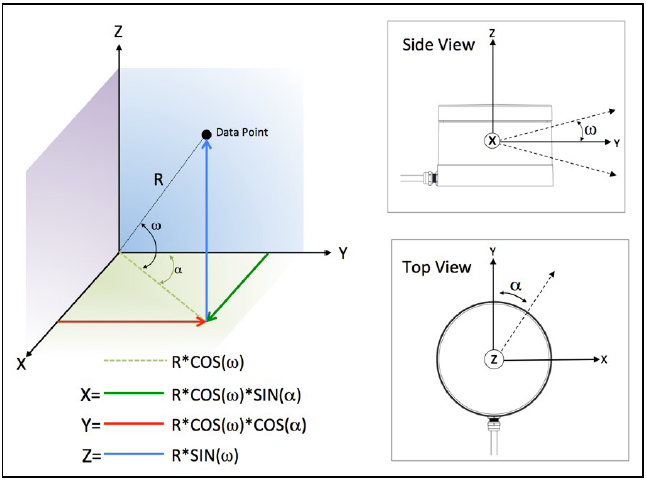 Z
Data Point
R
ω
α
Y
X
R*COS(ω)
X= R*COS(ω)*SIN(α)
Y= R*COS(ω)*COS(α)
Z= R*SIN(ω)
Side View
Z
X
ω
Y
Top View
Y
α
Z
X